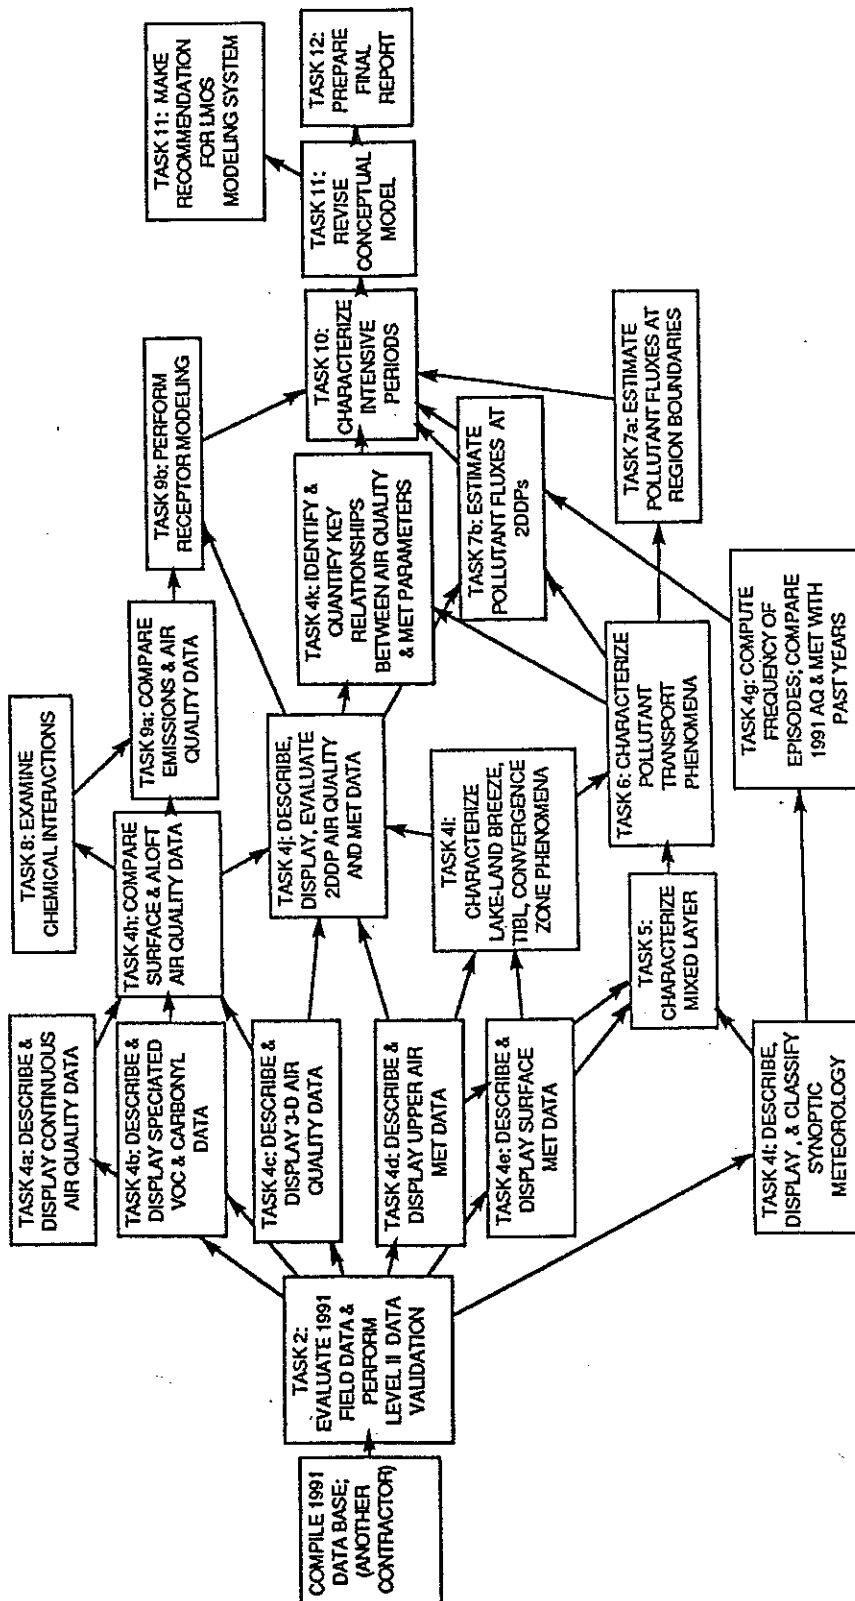 COMPILE 1991
DATA BASE;
(ANOTHER
CONTRACTOR)
TASK 2:
EVALUATE 1991
FIELD DATA &
PERFORM
LEVEL II DATA
VALIDATION
TASK 4a: DESCRIBE &
DISPLAY CONTINUOUS
AIR QUALITY DATA
TASK 4b: DESCRIBE &
DISPLAY SPECIATED
VOC & CARBONYL
DATA
TASK 4c: DESCRIBE &
DISPLAY 3-D AIR
QUALITY DATA
TASK 4d: DESCRIBE &
DISPLAY UPPER AIR
MET DATA
TASK 4e: DESCRIBE &
DISPLAY SURFACE
MET DATA
TASK 4f: DESCRIBE,
DISPLAY , & CLASSIFY
SYNOPTIC
METEOROLOGY
TASK 8: EXAMINE
CHEMICAL INTERACTIONS
TASK 4h: COMPARE
SURFACE & ALOFT
AIR QUALITY DATA
TASK 4j: DESCRIBE,
DISPLAY, EVALUATE
2DDP AIR QUALITY
AND MET DATA
TASK 4i:
CHARACTERIZE
LAKE-LAND BREEZE,
TIBL, CONVERGENCE
ZONE PHENOMENA
TASK 5:
CHARACTERIZE
MIXED LAYER
TASK 9a: COMPARE
EMISSIONS & AIR
QUALITY DATA
TASK 9b: PERFORM
RECEPTOR MODELING
TASK 4k: IDENTIFY &
QUANTIFY KEY
RELATIONSHIPS
BETWEEN AIR QUALITY
& MET PARAMETERS
TASK 7b: ESTIMATE
POLLUTANT FLUXES AT
2DDPs
TASK 6: CHARACTERIZE
POLLUTANT
TRANSPORT
PHENOMENA
TASK 4g: COMPUTE
FREQUENCY OF
EPISODES; COMPARE
1991 AQ & MET WITH
PAST YEARS
TASK 7a: ESTIMATE
POLLUTANT FLUXES AT
REGION BOUNDARIES
TASK 10:
CHARACTERIZE
INTENSIVE
PERIODS
TASK 11:
REVISE
CONCEPTUAL
MODEL
TASK 11: MAKE
RECOMMENDATION
FOR LMOS
MODELING SYSTEM
TASK 12:
PREPARE
FINAL
REPORT